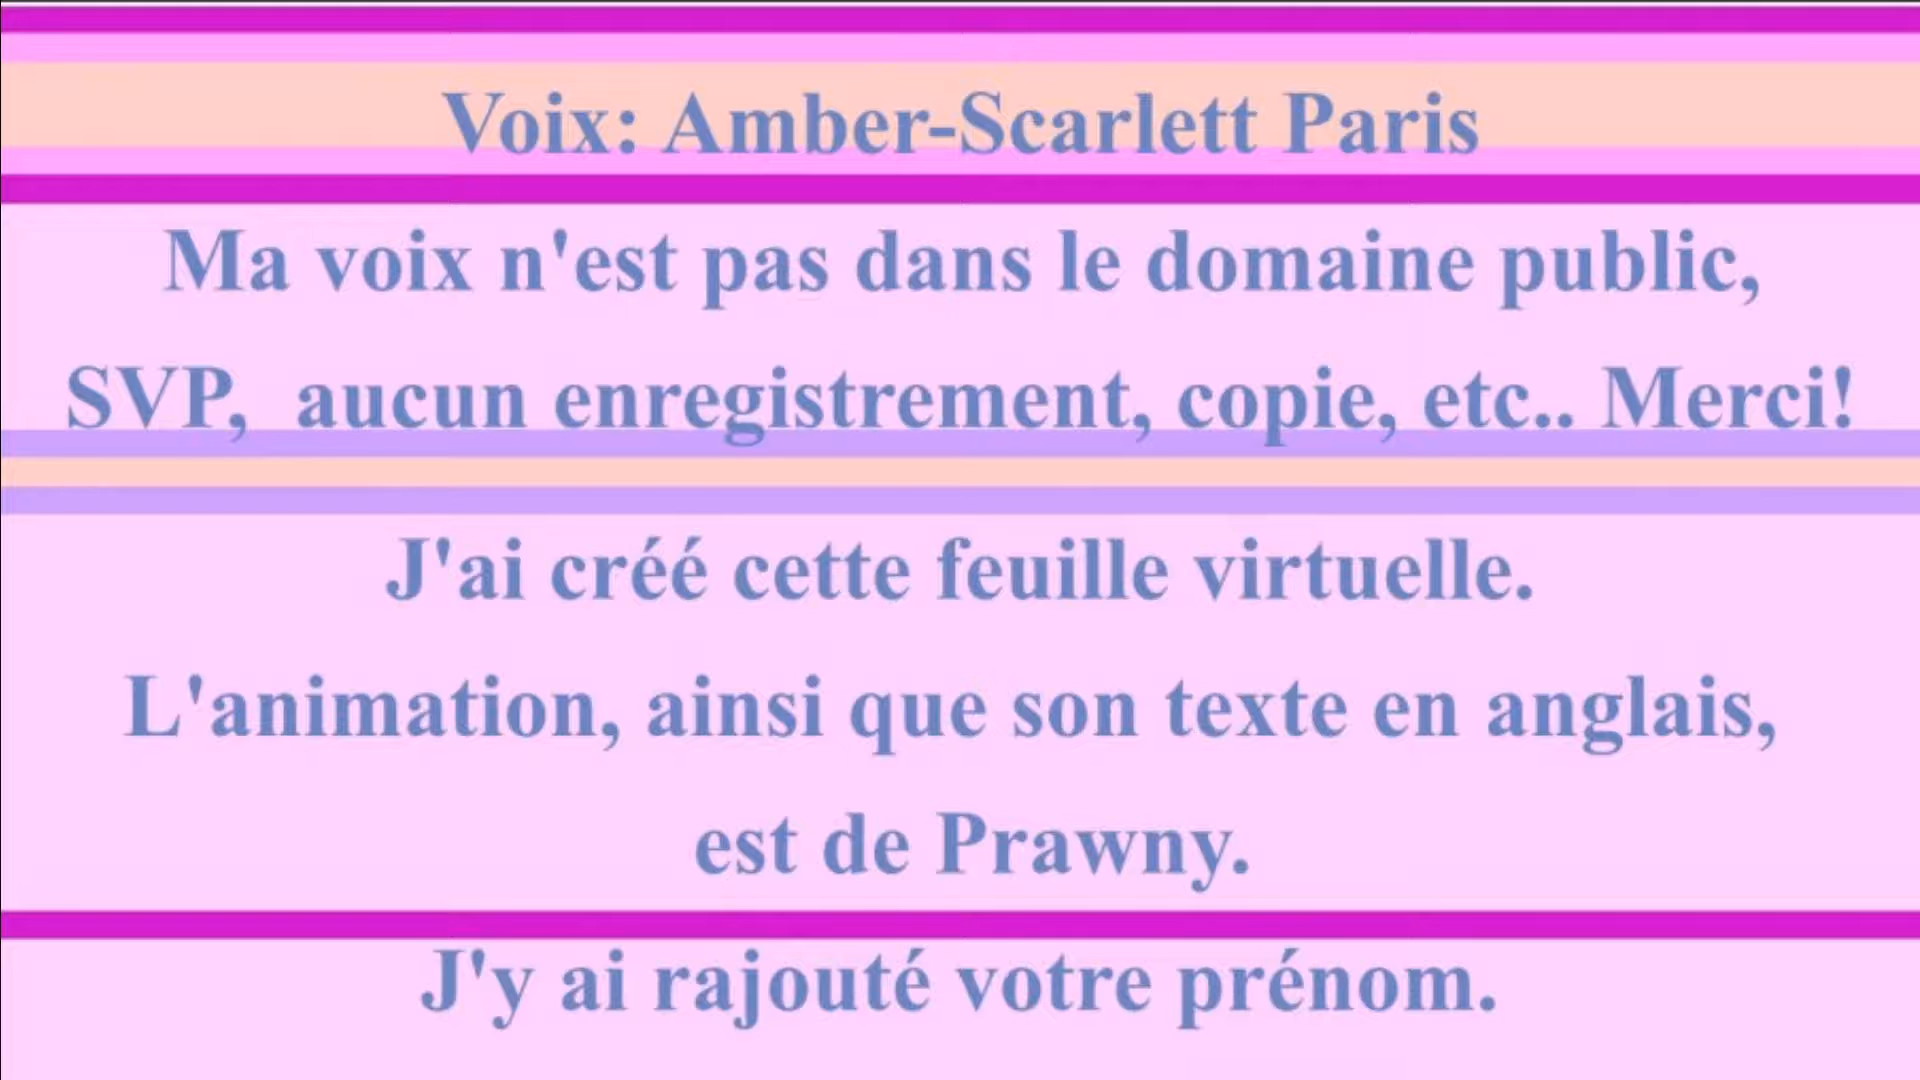 Voix: Amber-Scarlett Paris
Ma voix n'est pas dans le domaine public,
SVP,  aucun enregistrement, copie, etc.. Merci!
J'ai créé cette feuille virtuelle.
L'animation, ainsi que son texte en anglais,
est de Prawny.
J'y ai rajouté votre prénom.